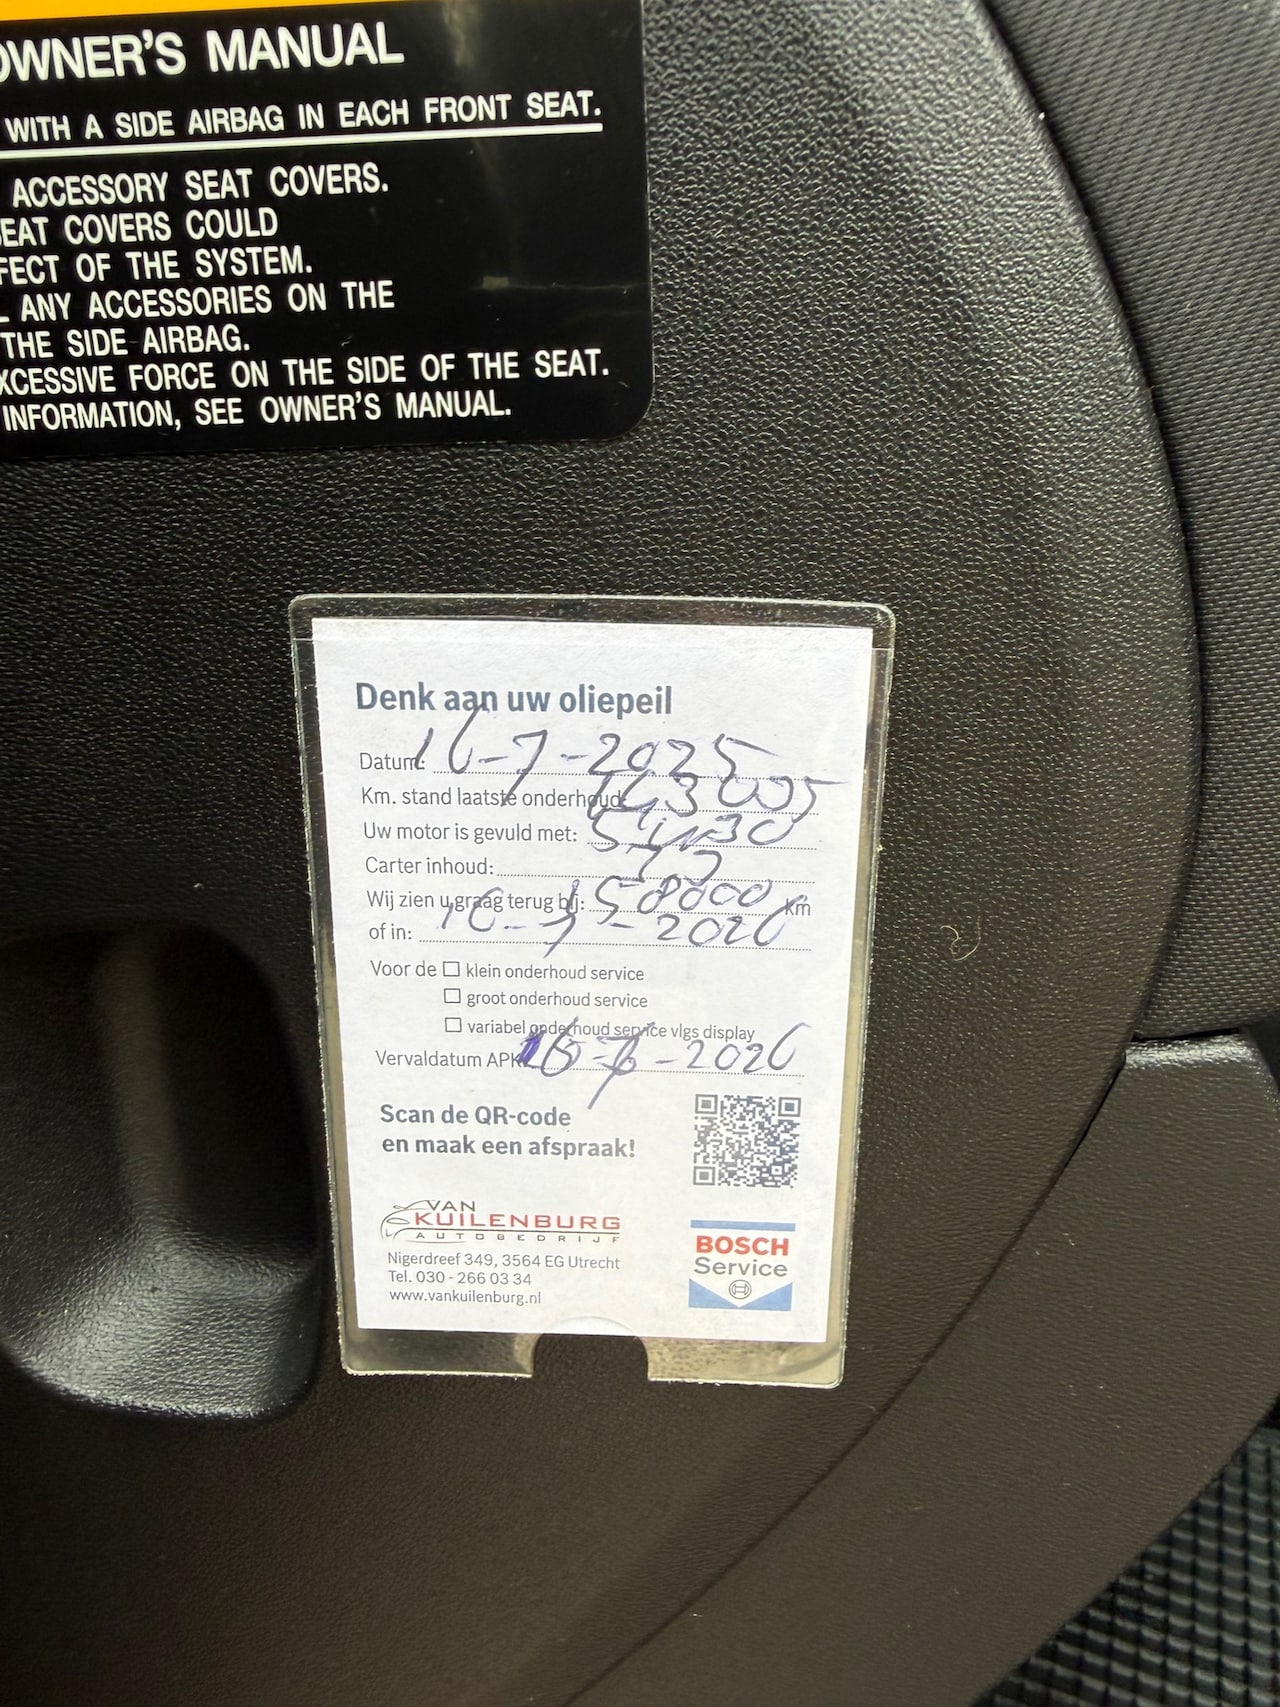 OWNER'S MANUAL
WITH A SIDE AIRBAG IN EACH FRONT SEAT.
ACCESSORY SEAT COVERS.
SEAT COVERS COULD
FECT OF THE SYSTEM.
ANY ACCESSORIES ON THE
THE SIDE AIRBAG.
XCESSIVE FORCE ON THE SIDE OF THE SEAT.
INFORMATION, SEE OWNER'S MANUAL.
Denk aan uw oliepeil
Datum: 16-7-2025
Km. stand laatste onderhoud: 143005
Uw motor is gevuld met: 5W30
Carter inhoud:
Wij zien u graag terug bij: 158000 Km
of in: 16-7-2026
Voor de ☐ klein onderhoud service
☐ groot onderhoud service
☐ variabel onderhoud service vlgs display
Vervaldatum APK -2026
Scan de QR-code
en maak een afspraak!
VAN
KUILENBURG
AUTOBEDRIJF
Nigerdreef 349, 3564 EG Utrecht
Tel. 030 - 266 03 34
www.vankuilenburg.nl
BOSCH
Service